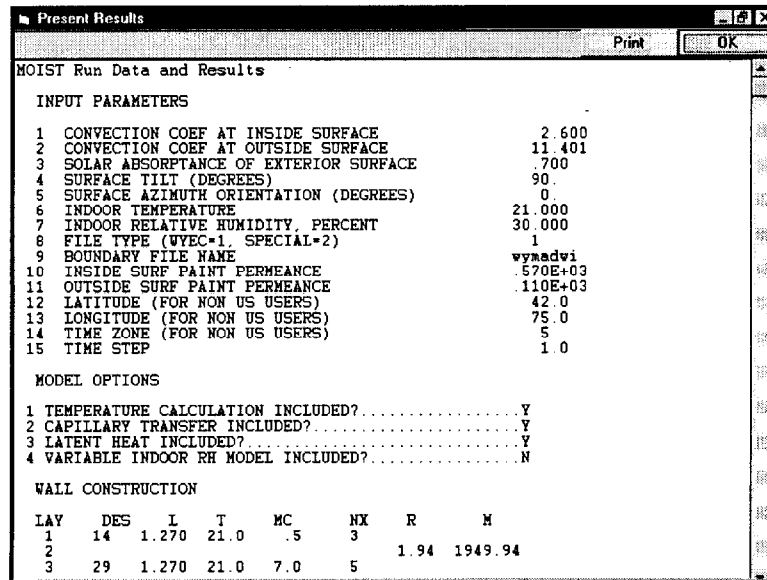 Present Results
Print OK
MOIST Run Data and Results
INPUT PARAMETERS
1 CONVECTION COEF AT INSIDE SURFACE 2.600
2 CONVECTION COEF AT OUTSIDE SURFACE 11.401
3 SOLAR ABSORPTANCE OF EXTERIOR SURFACE .700
4 SURFACE TILT (DEGREES) 90.
5 SURFACE AZIMUTH ORIENTATION (DEGREES) 0.
6 INDOOR TEMPERATURE 21.000
7 INDOOR RELATIVE HUMIDITY, PERCENT 30.000
8 FILE TYPE (WYEC=1, SPECIAL=2) 1
9 BOUNDARY FILE NAME wymadwi
10 INSIDE SURF PAINT PERMEANCE .570E+03
11 OUTSIDE SURF PAINT PERMEANCE .110E+03
12 LATITUDE (FOR NON US USERS) 42.0
13 LONGITUDE (FOR NON US USERS) 75.0
14 TIME ZONE (FOR NON US USERS) 5
15 TIME STEP 1.0
MODEL OPTIONS
1 TEMPERATURE CALCULATION INCLUDED?..................Y
2 CAPILLARY TRANSFER INCLUDED?.......................Y
3 LATENT HEAT INCLUDED?..............................Y
4 VARIABLE INDOOR RH MODEL INCLUDED?.................N
WALL CONSTRUCTION
LAY DES L T MC NX R M
1 14 1.270 21.0 .5 3
2 1.94 1949.94
3 29 1.270 21.0 7.0 5